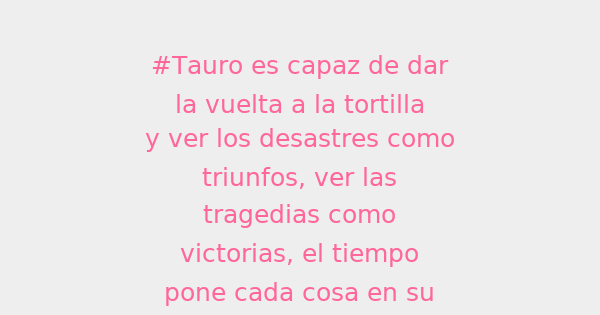 #Tauro es capaz de dar
la vuelta a la tortilla
y ver los desastres como
triunfos, ver las
tragedias como
victorias, el tiempo
pone cada cosa en su